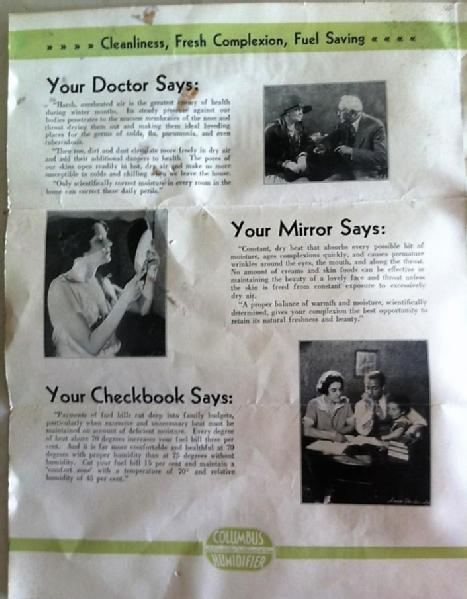 » » » » Cleanliness, Fresh Complexion, Fuel Saving « « « «
Your Doctor Says:
"Harsh, overheated air is the greatest enemy of health
during winter months. Its steady pressure against our
bodies penetrates to the mucous membranes of the nose and
throat drying them out and making them ideal breeding
places for the germs of colds, flu, pneumonia, and even
tuberculosis.
"Then too, dirt and dust circulate more freely in dry air
and add their additional dangers to health. The pores of
our skins open readily in hot, dry air and make us more
susceptible to colds and chilling when we leave the house.
"Only scientifically correct moisture in every room in the
home can correct these daily perils."
Your Mirror Says:
"Constant, dry heat that absorbs every possible bit of
moisture, ages complexions quickly, and causes premature
wrinkles around the eyes, the mouth, and along the throat.
No amount of creams and skin foods can be effective in
maintaining the beauty of a lovely face and throat unless
the skin is freed from constant exposure to excessively
dry air.
"A proper balance of warmth and moisture, scientifically
determined, gives your complexion the best opportunity to
retain its natural freshness and beauty."
Your Checkbook Says:
"Payments of fuel bills cut deep into family budgets,
particularly when excessive and unnecessary heat must be
maintained on account of deficient moisture. Every degree
of heat above 70 degrees increases your fuel bill three per
cent. And it is far more comfortable and healthful at 70
degrees with proper humidity than at 75 degrees without
humidity. Cut your fuel bill 15 per cent and maintain a
'comfort zone' with a temperature of 70° and relative
humidity of 45 per cent."
COLUMBUS
HUMIDIFIER